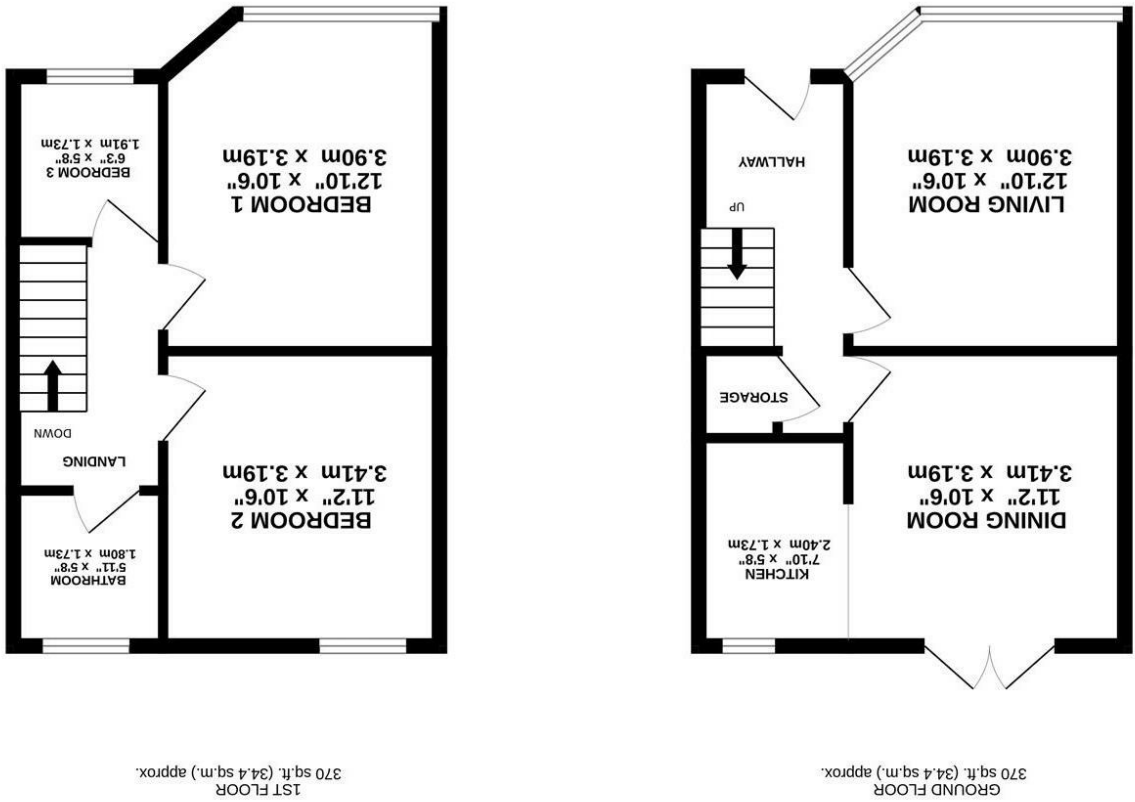 GROUND FLOOR
370 sq.ft. (34.4 sq.m.) approx.
DINING ROOM
11'2" x 10'6"
3.41m x 3.19m
KITCHEN
7'10" x 5'8"
2.40m x 1.73m
STORAGE
LIVING ROOM
12'10" x 10'6"
3.90m x 3.19m
UP
HALLWAY
1ST FLOOR
370 sq.ft. (34.4 sq.m.) approx.
BATHROOM
5'11" x 5'8"
1.80m x 1.73m
BEDROOM 2
11'2" x 10'6"
3.41m x 3.19m
LANDING
DOWN
BEDROOM 1
12'10" x 10'6"
3.90m x 3.19m
BEDROOM 3
6'3" x 5'8"
1.91m x 1.73m